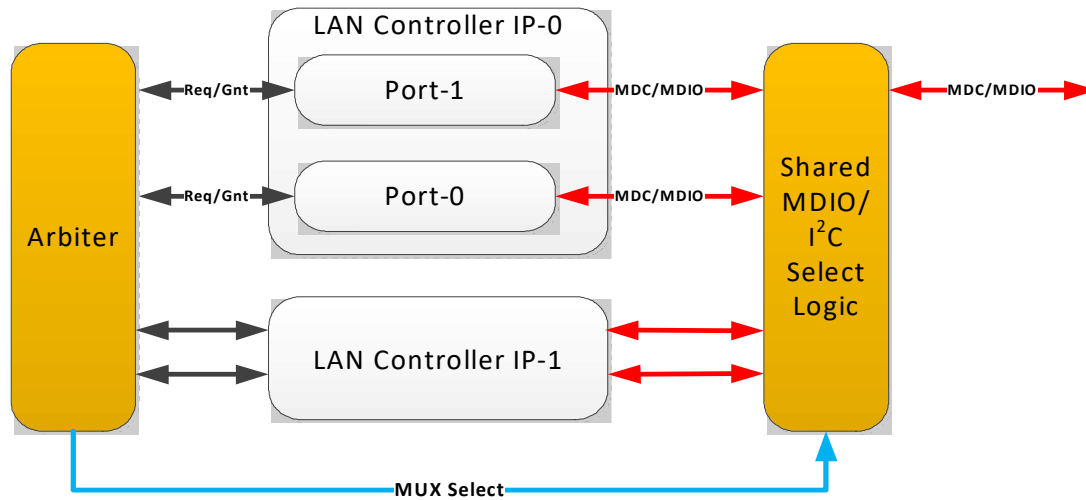 LAN Controller IP-0
Req/Gnt
Port-1
MDC/MDIO
MDC/MDIO
Req/Gnt
Port-0
MDC/MDIO
Arbiter
Shared
MDIO/
I²C
Select
Logic
LAN Controller IP-1
MUX Select